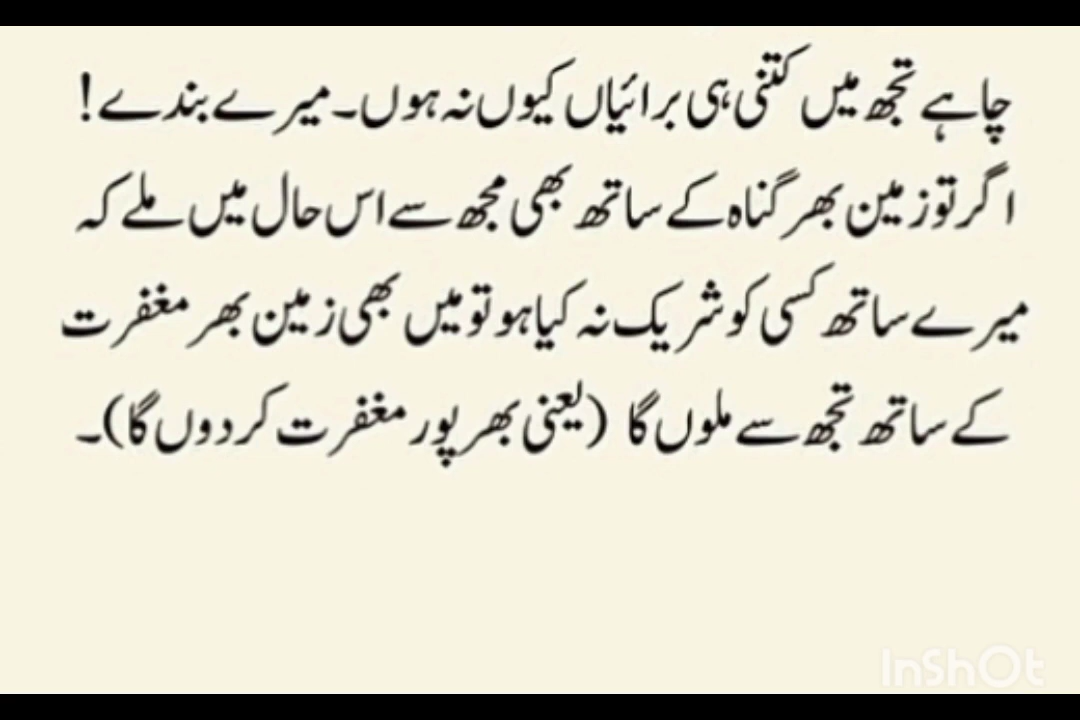 چاہے تجھ میں کتنی ہی برائیاں کیوں نہ ہوں۔ میرے بندے!
اگر تو زمین بھر گناہ کے ساتھ بھی مجھ سے اس حال میں ملے کہ
میرے ساتھ کسی کو شریک نہ کیا ہو تو میں بھی زمین بھر مغفرت
کے ساتھ تجھ سے ملوں گا (یعنی بھرپور مغفرت کر دوں گا)۔
InShOt